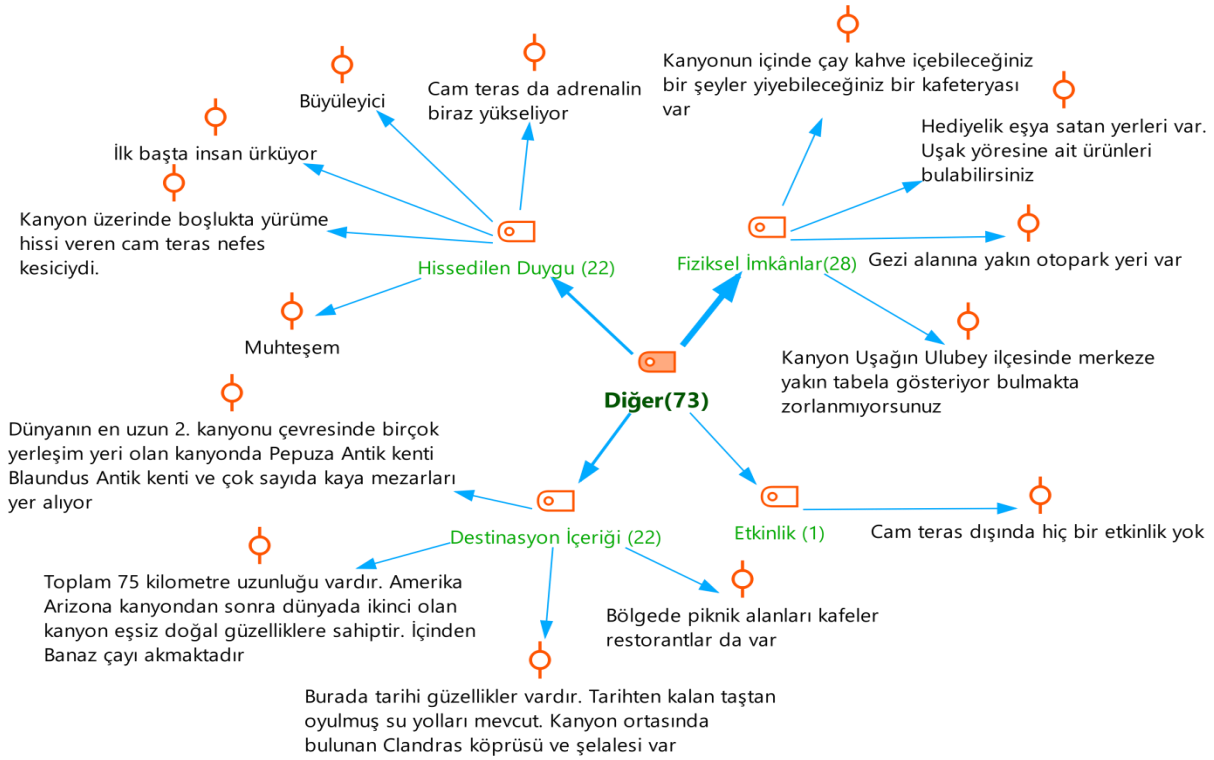 Kanyonun içinde çay kahve içebileceğiniz
bir şeyler yiyebileceğiniz bir kafeteryası
var
Cam teras da adrenalin
biraz yükseliyor
Büyüleyici
Hediyelik eşya satan yerleri var.
Uşak yöresine ait ürünleri
bulabilirsiniz
İlk başta insan ürküyor
Kanyon üzerinde boşlukta yürüme
hissi veren cam teras nefes
kesiciydi.
Hissedilen Duygu (22)
Fiziksel İmkânlar(28)
Gezi alanına yakın otopark yeri var
Muhteşem
Kanyon Uşağın Ulubey ilçesinde merkeze
yakın tabela gösteriyor bulmakta
zorlanmıyorsunuz
Diğer(73)
Dünyanın en uzun 2. kanyonu çevresinde birçok
yerleşim yeri olan kanyonda Pepuza Antik kenti
Blaundus Antik kenti ve çok sayıda kaya mezarları
yer alıyor
Destinasyon İçeriği (22)
Etkinlik (1)
Cam teras dışında hiç bir etkinlik yok
Toplam 75 kilometre uzunluğu vardır. Amerika
Arizona kanyondan sonra dünyada ikinci olan
kanyon eşsiz doğal güzelliklere sahiptir. İçinden
Banaz çayı akmaktadır
Bölgede piknik alanları kafeler
restorantlar da var
Burada tarihi güzellikler vardır. Tarihten kalan taştan
oyulmuş su yolları mevcut. Kanyon ortasında
bulunan Clandras köprüsü ve şelalesi var